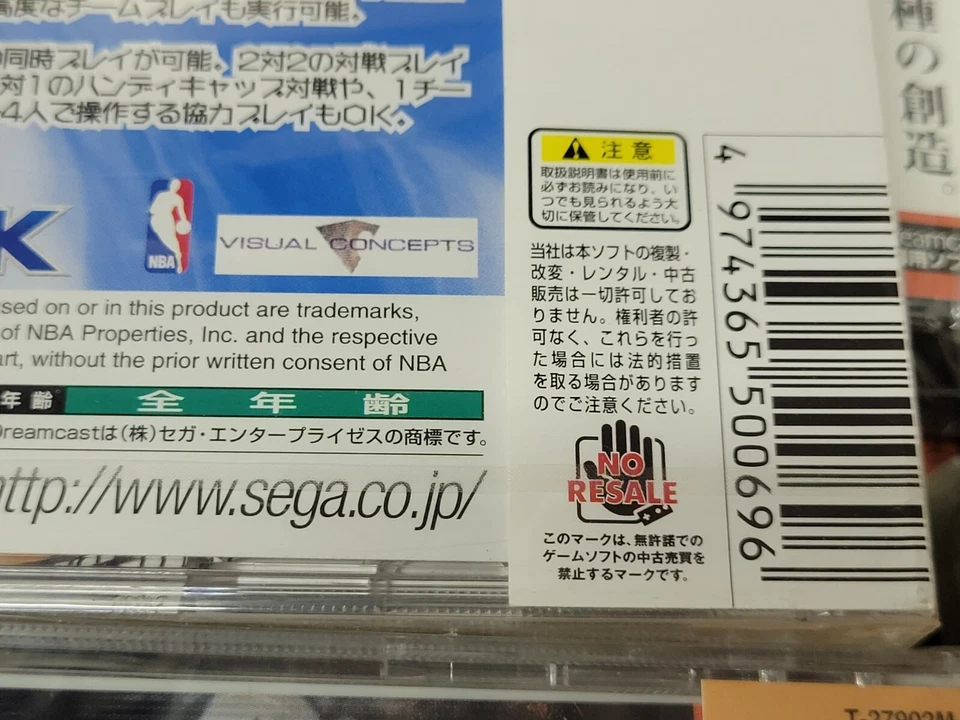 高度なチームプレイも実行可能。
同時プレイが可能。2対2の対戦プレイ
対1のハンディキャップ対戦や、1チー
4人で操作する協力プレイもOK。
K
NBA
VISUAL CONCEPTS
used on or in this product are trademarks,
of NBA Properties, Inc. and the respective
art, without the prior written consent of NBA
年齢 全年齢
Dreamcastは(株)セガ・エンタープライゼスの商標です。
http://www.sega.co.jp/
注意
取扱説明書は使用前に
必ずお読みになり、い
つでも見られるよう大
切に保管してください。
当社は本ソフトの複製・
改変・レンタル・中古
販売は一切許可してお
りません。権利者の許
可なく、これらを行っ
た場合には法的措置
を取る場合があります
のでご注意ください。
NO
RESALE
このマークは、無許諾での
ゲームソフトの中古売買を
禁止するマークです。
4 974365 500696
種の創造。
T-27802M